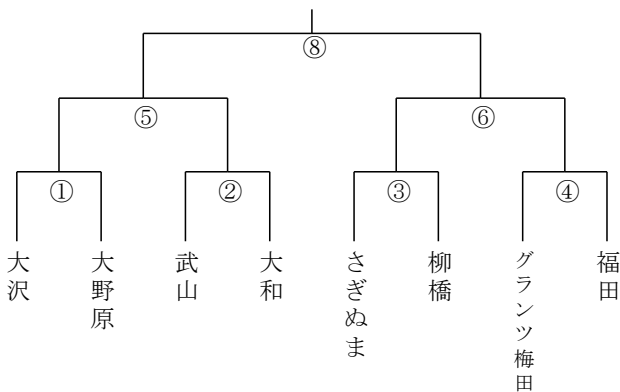 ⑧
⑤
⑥
①
②
③
④
大沢
大野原
武山
大和
さぎぬま
柳橋
グランツ梅田
福田